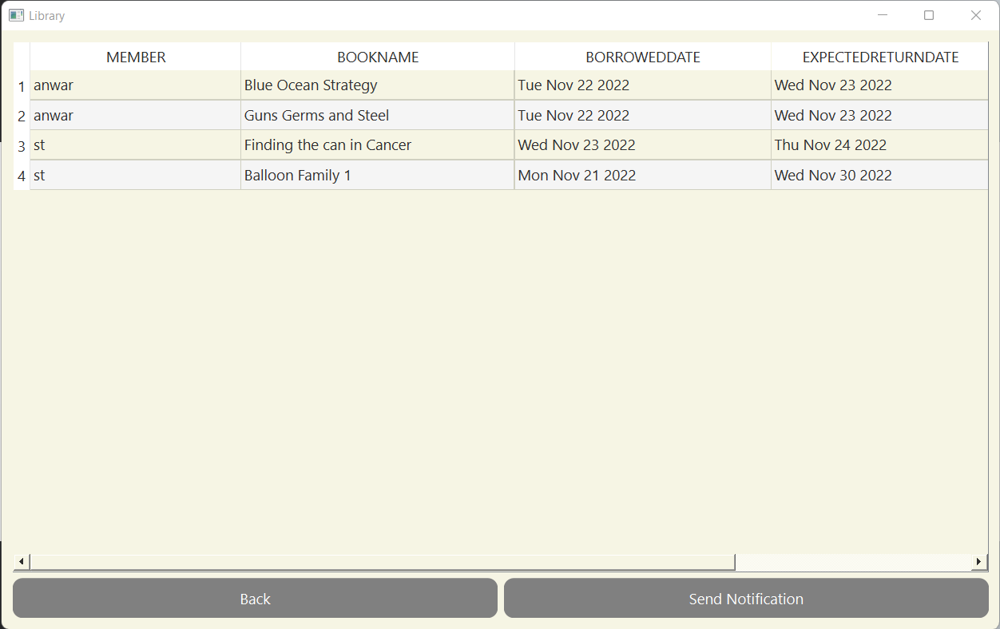 Library
MEMBER BOOKNAME BORROWEDDATE EXPECTEDRETURNDATE
1 anwar Blue Ocean Strategy Tue Nov 22 2022 Wed Nov 23 2022
2 anwar Guns Germs and Steel Tue Nov 22 2022 Wed Nov 23 2022
3 st Finding the can in Cancer Wed Nov 23 2022 Thu Nov 24 2022
4 st Balloon Family 1 Mon Nov 21 2022 Wed Nov 30 2022
Back Send Notification